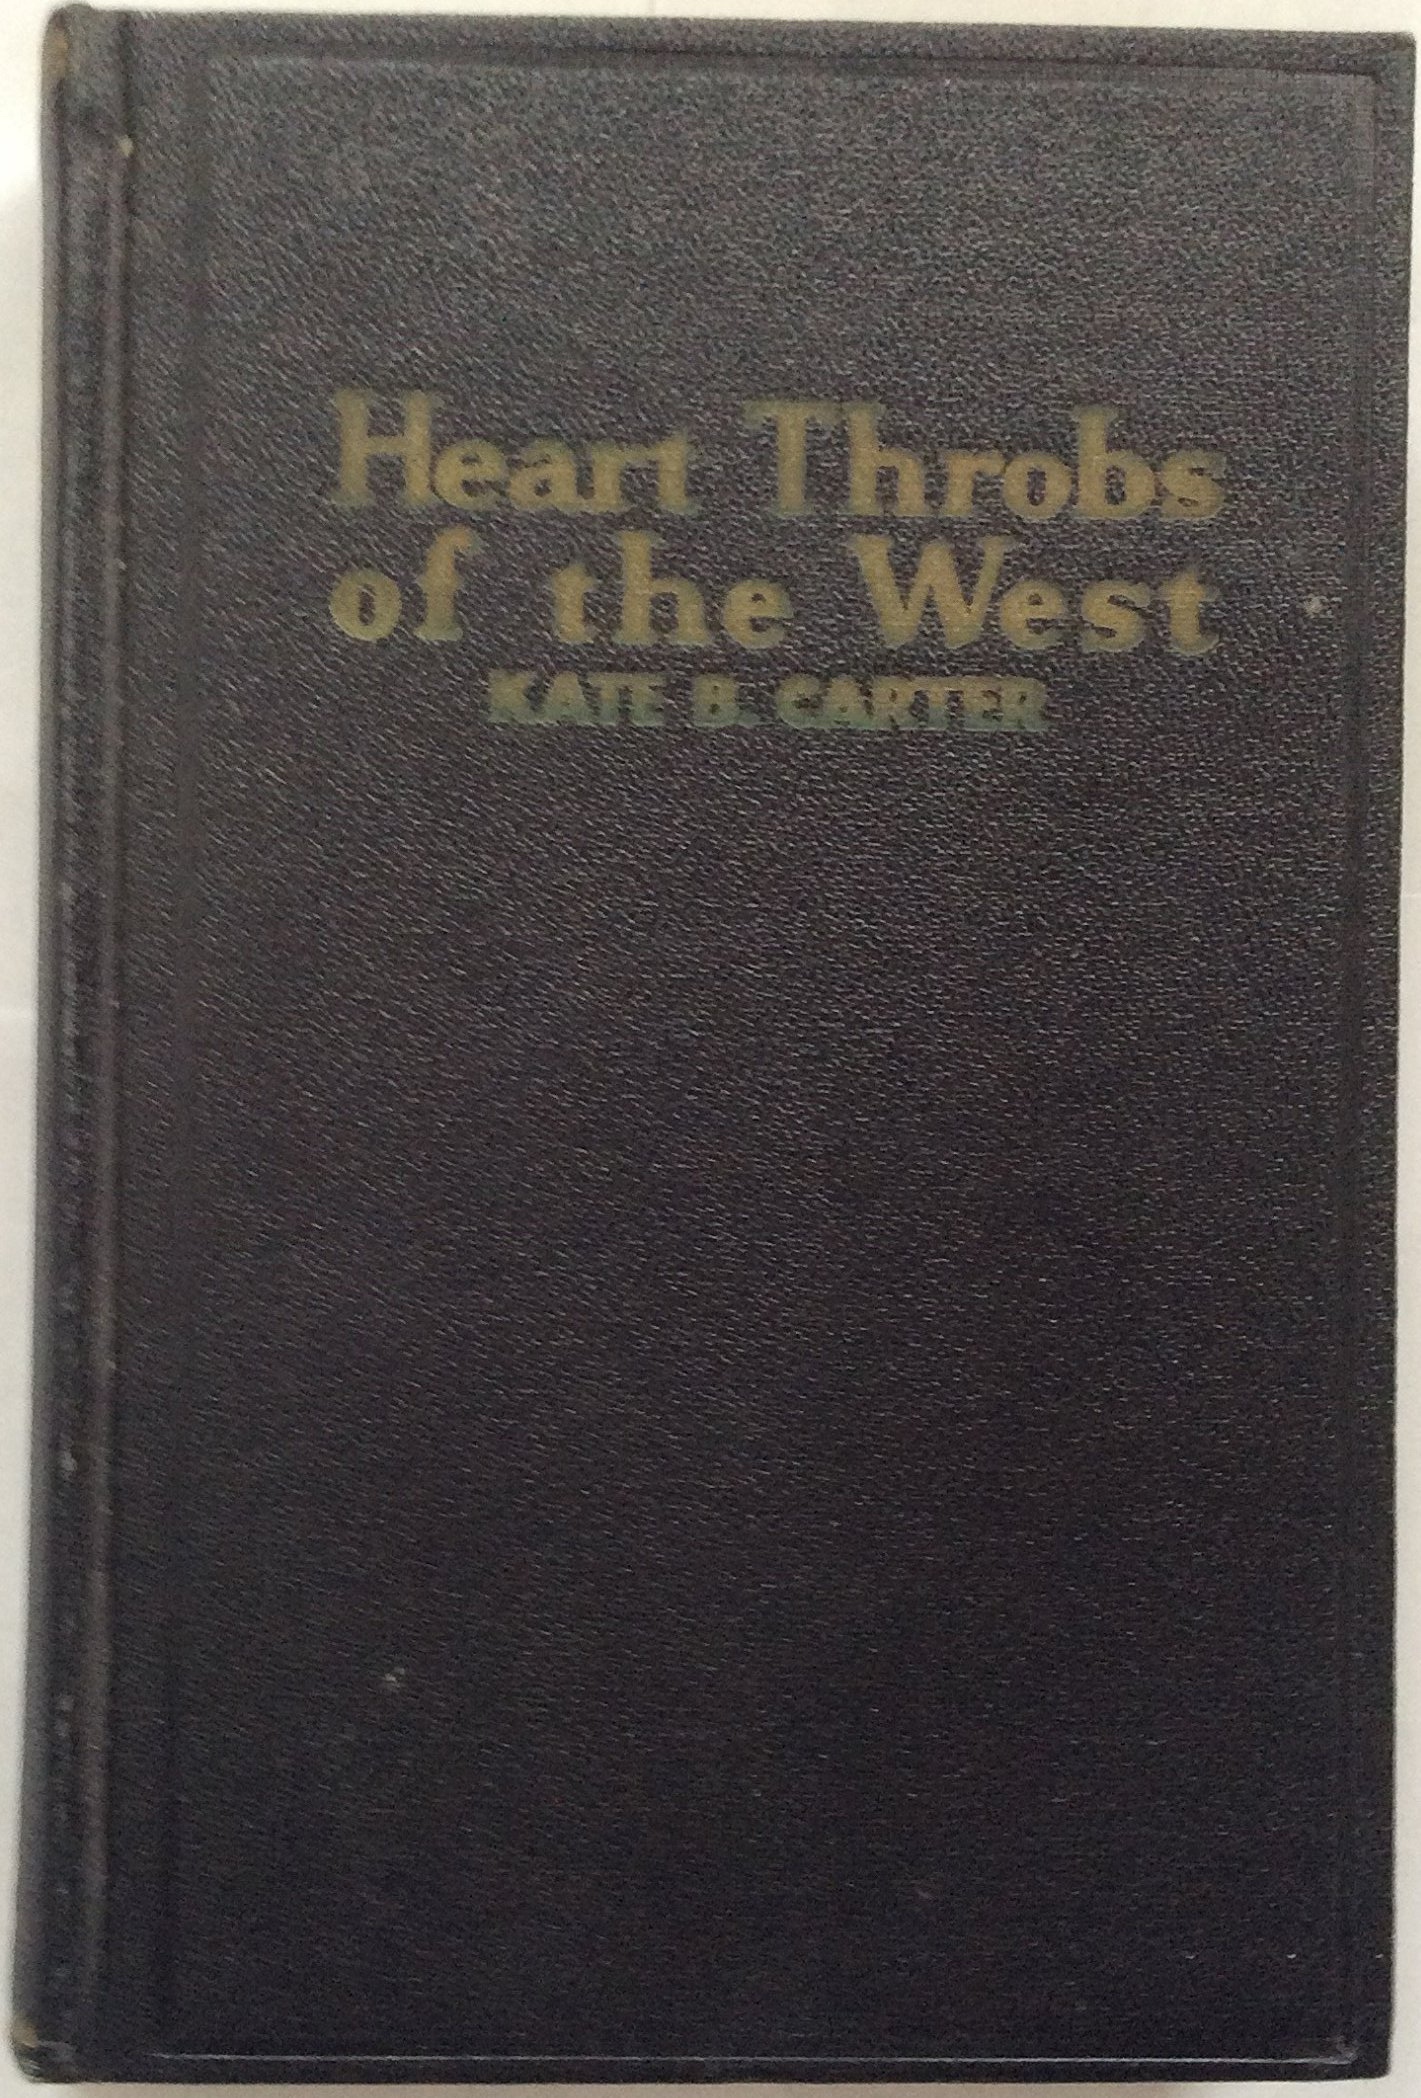 Heart Throbs
of the West
KATE B. CARTER